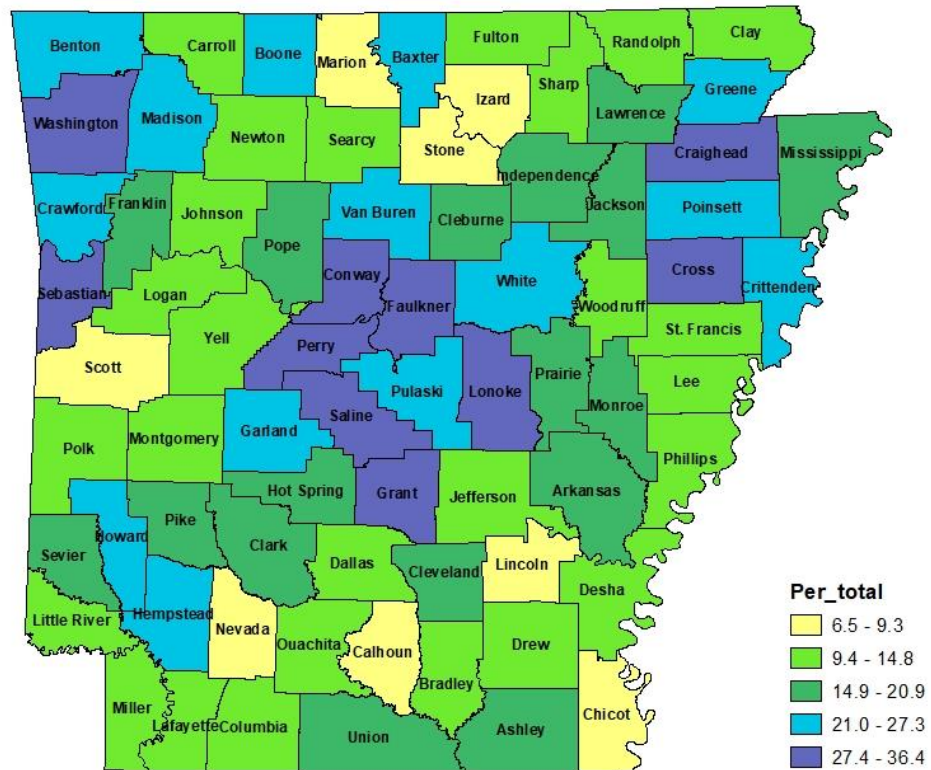 Benton
Carroll
Boone
Marion
Baxter
Fulton
Randolph
Clay
Washington
Madison
Newton
Searcy
Stone
Izard
Sharp
Lawrence
Greene
Craighead
Mississippi
Crawford
Franklin
Johnson
Pope
Van Buren
Cleburne
Independence
Jackson
Poinsett
Sebastian
Logan
Conway
Faulkner
White
Woodruff
Cross
Crittenden
Scott
Yell
Perry
Pulaski
Lonoke
Prairie
Monroe
St. Francis
Lee
Polk
Montgomery
Garland
Saline
Phillips
Hot Spring
Grant
Jefferson
Arkansas
Sevier
Howard
Pike
Clark
Dallas
Cleveland
Lincoln
Desha
Little River
Hempstead
Nevada
Ouachita
Calhoun
Bradley
Drew
Miller
Lafayette
Columbia
Union
Ashley
Chicot
Per_total
6.5 - 9.3
9.4 - 14.8
14.9 - 20.9
21.0 - 27.3
27.4 - 36.4